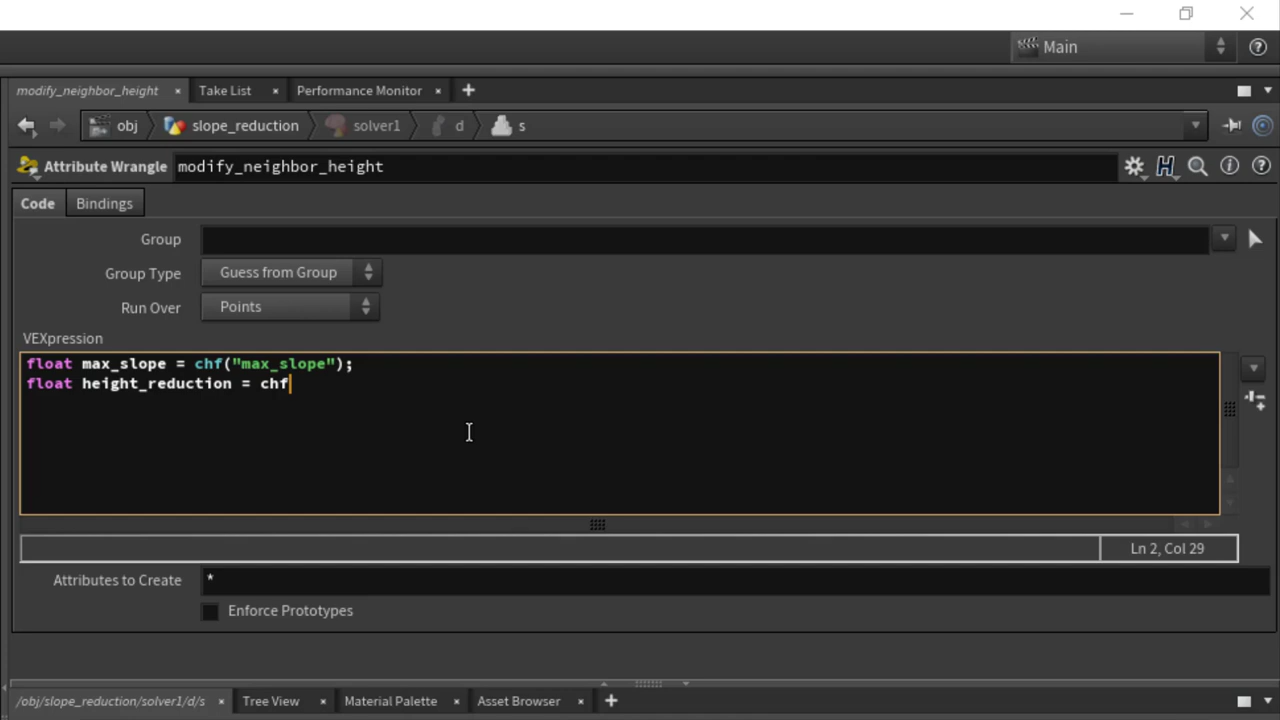 Main
modify_neighbor_height × Take List × Performance Monitor × +
obj slope_reduction solver1 d s
Attribute Wrangle modify_neighbor_height
Code Bindings
Group
Group Type Guess from Group
Run Over Points
VEXpression
float max_slope = chf("max_slope");
float height_reduction = chf
Ln 2, Col 29
Attributes to Create *
Enforce Prototypes
/obj/slope_reduction/solver1/d/s × Tree View × Material Palette × Asset Browser × +